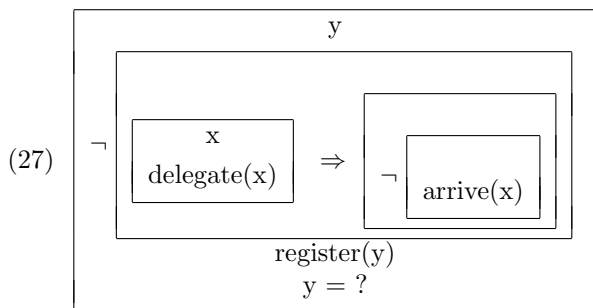 y
(27) ¬ x ⇒ ¬
delegate(x) arrive(x)
register(y)
y = ?